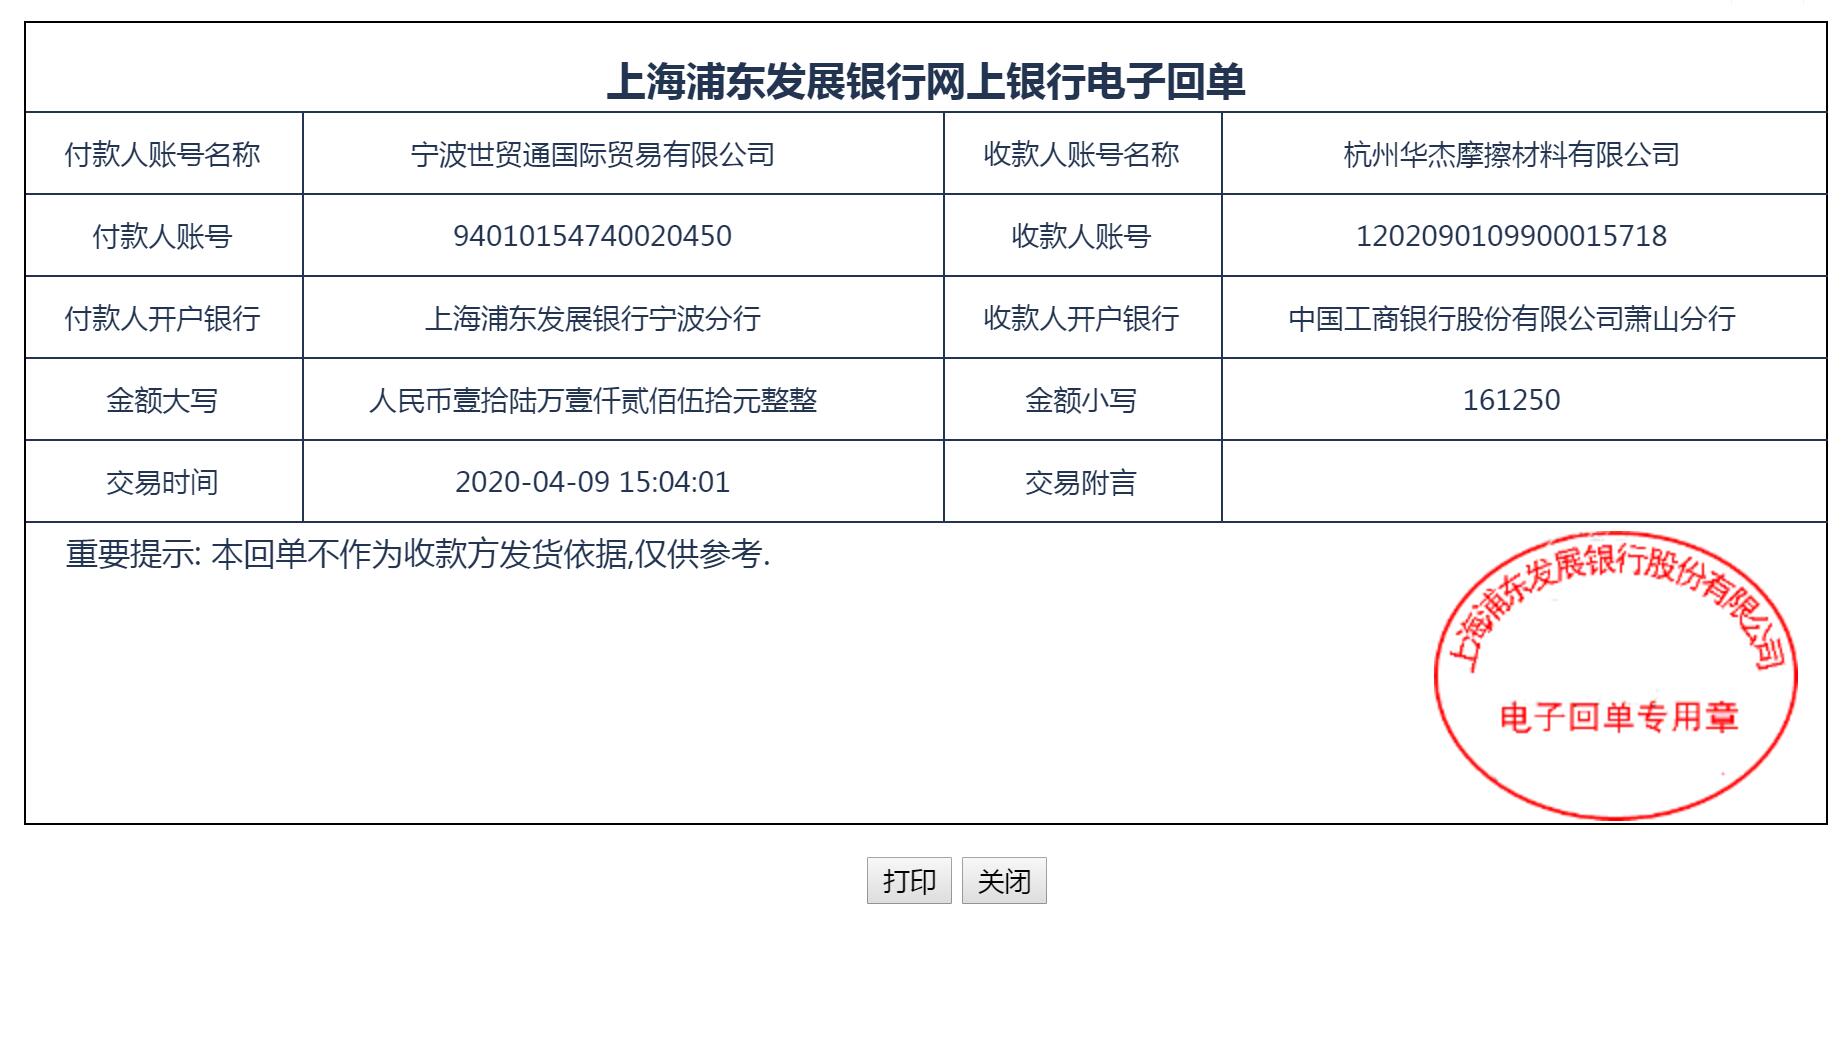 上海浦东发展银行网上银行电子回单
付款人账号名称 宁波世贸通国际贸易有限公司 收款人账号名称 杭州华杰摩擦材料有限公司
付款人账号 94010154740020450 收款人账号 1202090109900015718
付款人开户银行 上海浦东发展银行宁波分行 收款人开户银行 中国工商银行股份有限公司萧山分行
金额大写 人民币壹拾陆万壹仟贰佰伍拾元整整 金额小写 161250
交易时间 2020-04-09 15:04:01 交易附言
重要提示: 本回单不作为收款方发货依据,仅供参考.
上海浦东发展银行股份有限公司
电子回单专用章
打印 关闭